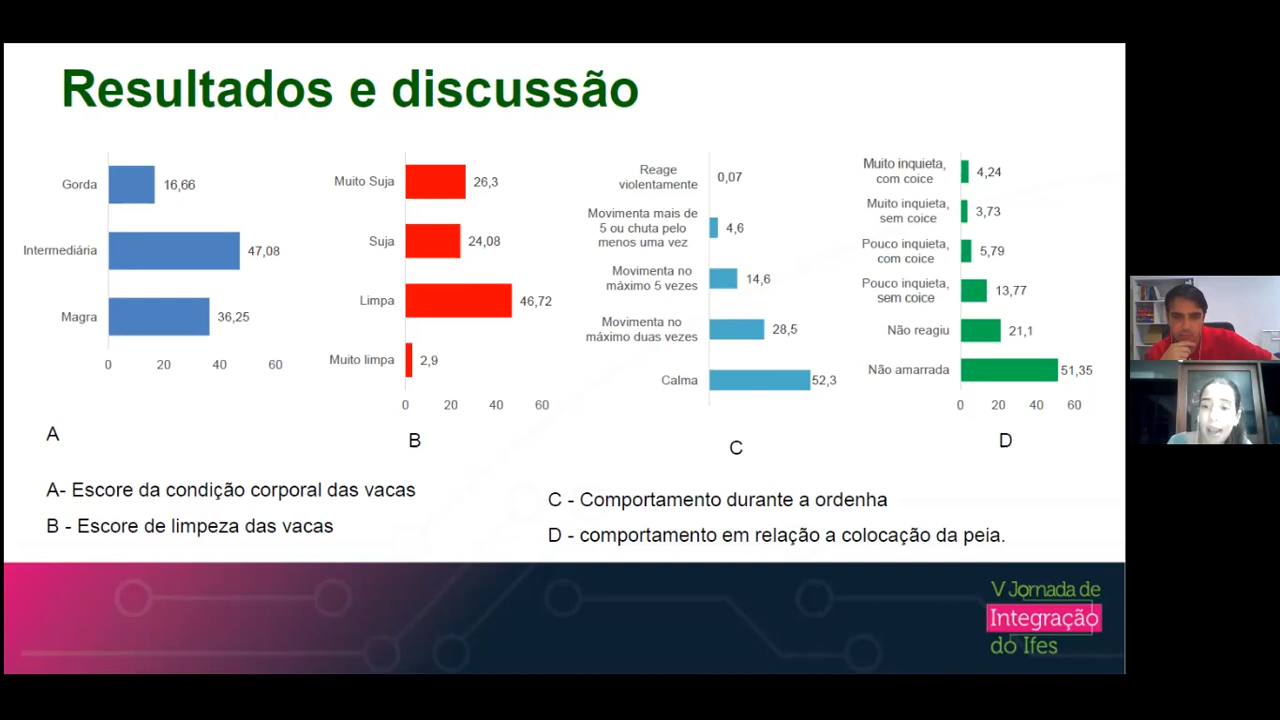 Resultados e discussão
Gorda
16,66
Intermediária
47,08
Magra
36,25
0 20 40 60
A
Muito Suja
26,3
Suja
24,08
Limpa
46,72
Muito limpa
2,9
0 20 40 60
B
Reage
violentamente
0,07
Movimenta mais de
5 ou chuta pelo
menos uma vez
4,6
Movimenta no
máximo 5 vezes
14,6
Movimenta no
máximo duas vezes
28,5
Calma
52,3
C
Muito inquieta,
com coice
4,24
Muito inquieta,
sem coice
3,73
Pouco inquieta,
com coice
5,79
Pouco inquieta,
sem coice
13,77
Não reagiu
21,1
Não amarrada
51,35
0 20 40 60
D
A- Escore da condição corporal das vacas
B - Escore de limpeza das vacas
C - Comportamento durante a ordenha
D - comportamento em relação a colocação da peia.
V Jornada de
Integração
do Ifes